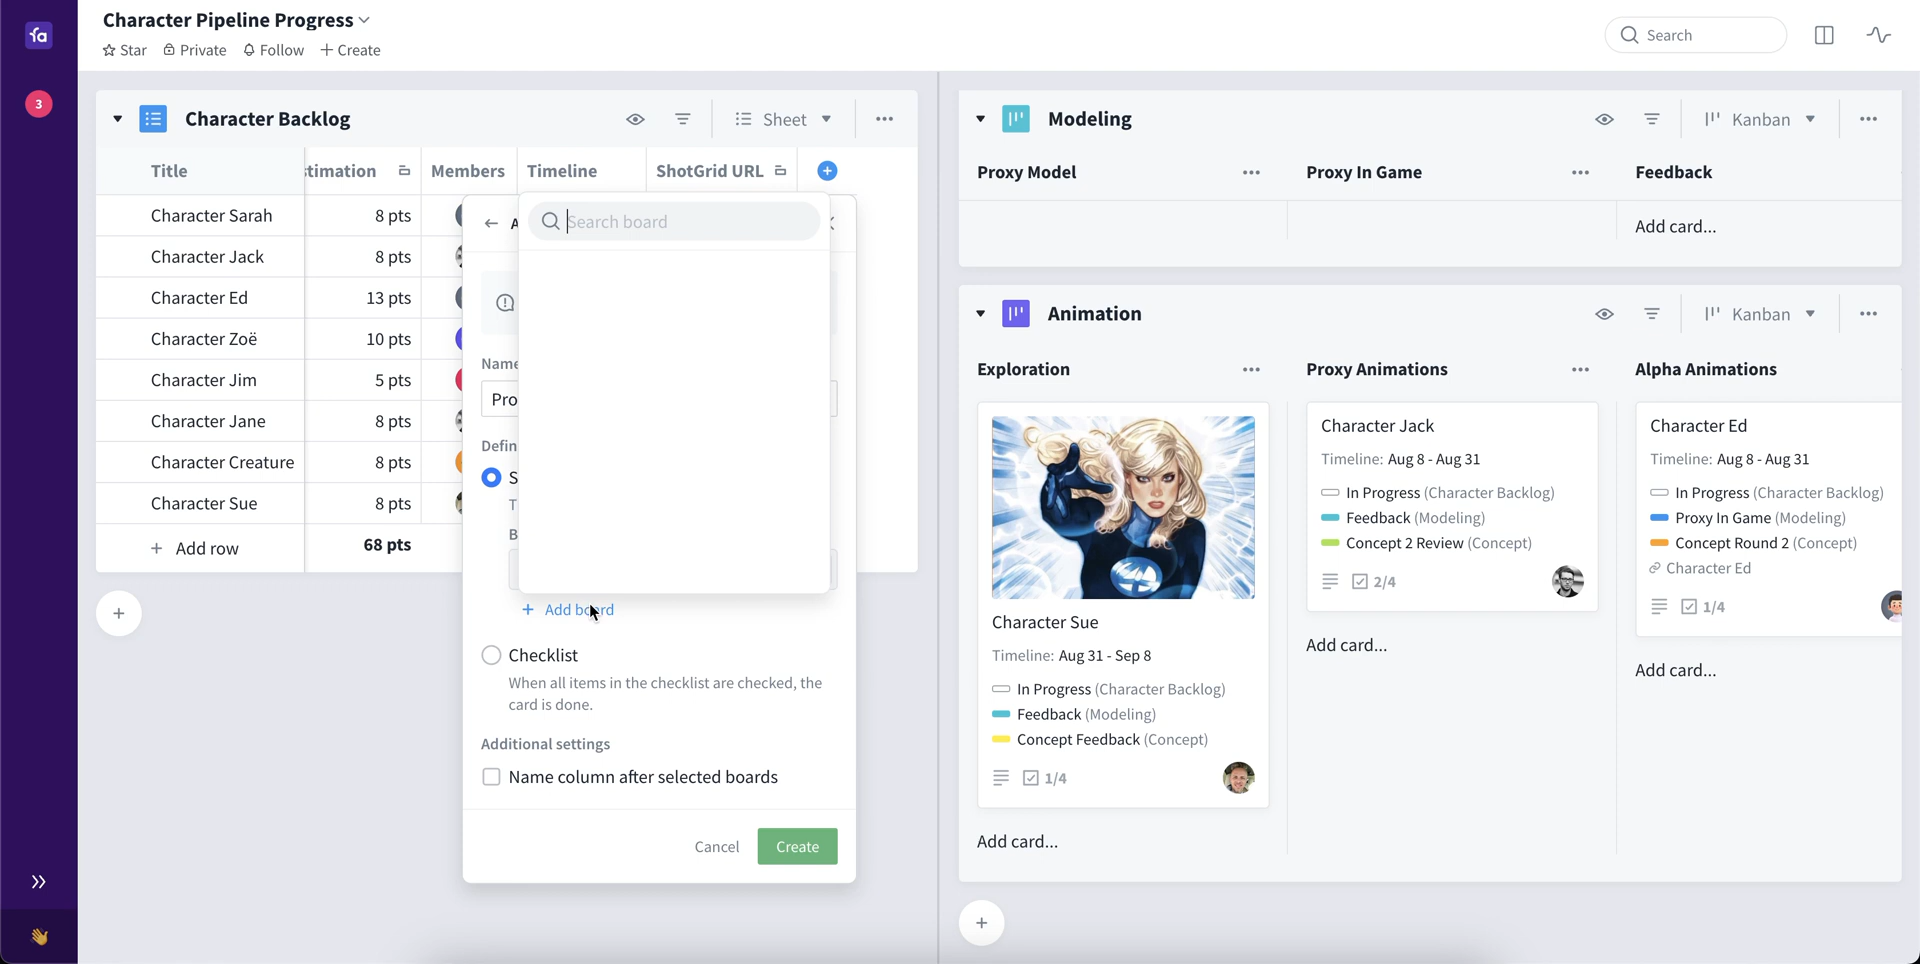 fa
3
Character Pipeline Progress
Star Private Follow Create
Search
Character Backlog
Sheet
Title
stimation
Members
Timeline
ShotGrid URL
Character Sarah 8 pts
Character Jack 8 pts
Character Ed 13 pts
Character Zoë 10 pts
Character Jim 5 pts
Character Jane 8 pts
Character Creature 8 pts
Character Sue 8 pts
Add row 68 pts
Search board
Name
Pro
Defin
S
T
B
Add board
Checklist
When all items in the checklist are checked, the
card is done.
Additional settings
Name column after selected boards
Cancel Create
Modeling
Kanban
Proxy Model
Proxy In Game
Feedback
Add card...
Animation
Kanban
Exploration
Character Sue
Timeline: Aug 31 - Sep 8
In Progress (Character Backlog)
Feedback (Modeling)
Concept Feedback (Concept)
1/4
Add card...
Proxy Animations
Character Jack
Timeline: Aug 8 - Aug 31
In Progress (Character Backlog)
Feedback (Modeling)
Concept 2 Review (Concept)
2/4
Add card...
Alpha Animations
Character Ed
Timeline: Aug 8 - Aug 31
In Progress (Character Backlog)
Proxy In Game (Modeling)
Concept Round 2 (Concept)
Character Ed
1/4
Add card...